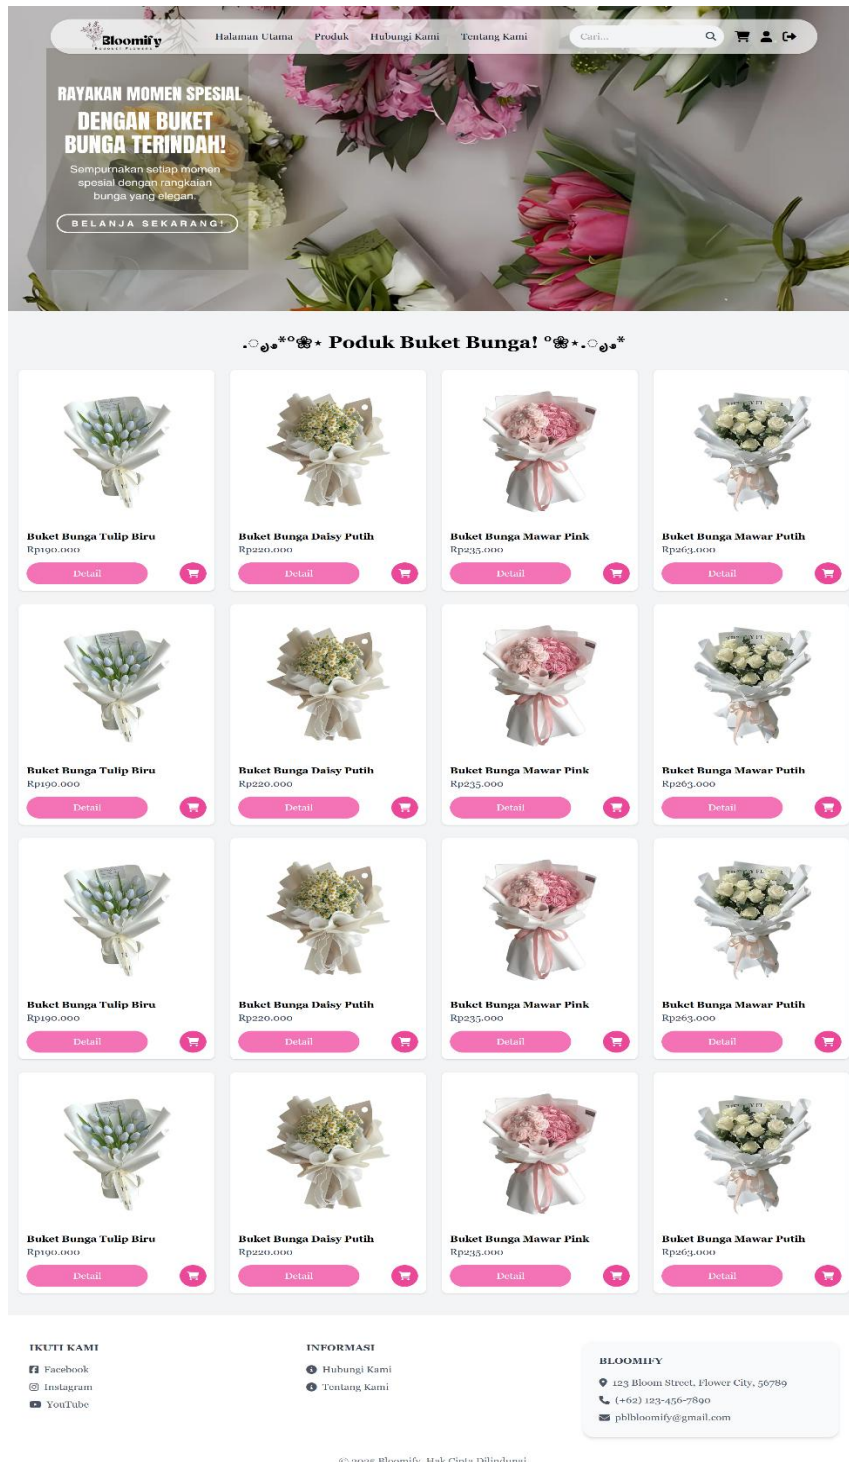 Bloomify
Halaman Utama Produk Hubungi Kami Tentang Kami Cari...
RAYAKAN MOMEN SPESIAL
DENGAN BUKET
BUNGA TERINDAH!
Sempurnakan setiap momen
spesial dengan rangkaian
bunga yang elegan.
BELANJA SEKARANG!
Poduk Buket Bunga!
Buket Bunga Tulip Biru Buket Bunga Daisy Putih Buket Bunga Mawar Pink Buket Bunga Mawar Putih
Rp190.000 Rp220.000 Rp235.000 Rp263.000
Detail Detail Detail Detail
Buket Bunga Tulip Biru Buket Bunga Daisy Putih Buket Bunga Mawar Pink Buket Bunga Mawar Putih
Rp190.000 Rp220.000 Rp235.000 Rp263.000
Detail Detail Detail Detail
Buket Bunga Tulip Biru Buket Bunga Daisy Putih Buket Bunga Mawar Pink Buket Bunga Mawar Putih
Rp190.000 Rp220.000 Rp235.000 Rp263.000
Detail Detail Detail Detail
Buket Bunga Tulip Biru Buket Bunga Daisy Putih Buket Bunga Mawar Pink Buket Bunga Mawar Putih
Rp190.000 Rp220.000 Rp235.000 Rp263.000
Detail Detail Detail Detail
IKUTI KAMI
Facebook
Instagram
YouTube
INFORMASI
Hubungi Kami
Tentang Kami
BLOOMIFY
123 Bloom Street, Flower City, 56789
(+62) 123-456-7890
pblbloomify@gmail.com
© 2025 Bloomify. Hak Cipta Dilindungi